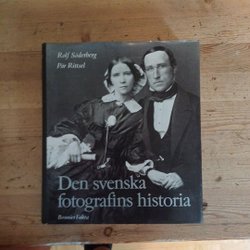 Rolf Söderberg
Pär Rittsel
Den svenska
fotografins historia
Bonnier Fakta